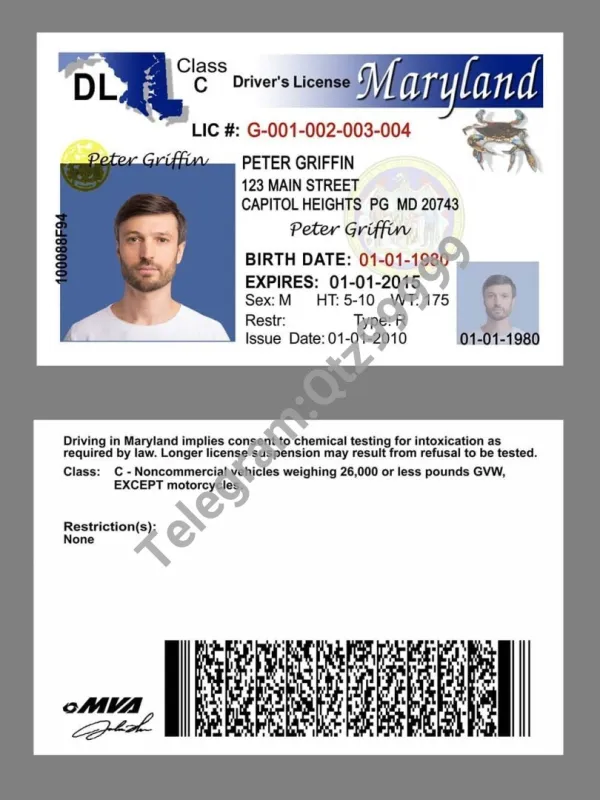 DL
Class
C
Driver's License
Maryland
LIC #: G-001-002-003-004
Peter Griffin
PETER GRIFFIN
123 MAIN STREET
CAPITOL HEIGHTS PG MD 20743
Peter Griffin
100088F94
BIRTH DATE: 01-01-1980
EXPIRES: 01-01-2015
Sex: M HT: 5-10 WT: 175
Restr: Type: R
Issue Date: 01-01-2010
01-01-1980
Telegram:Qtz99999
Driving in Maryland implies consent to chemical testing for intoxication as
required by law. Longer license suspension may result from refusal to be tested.
Class: C - Noncommercial vehicles weighing 26,000 or less pounds GVW,
EXCEPT motorcycles.
Restriction(s):
None
MVA